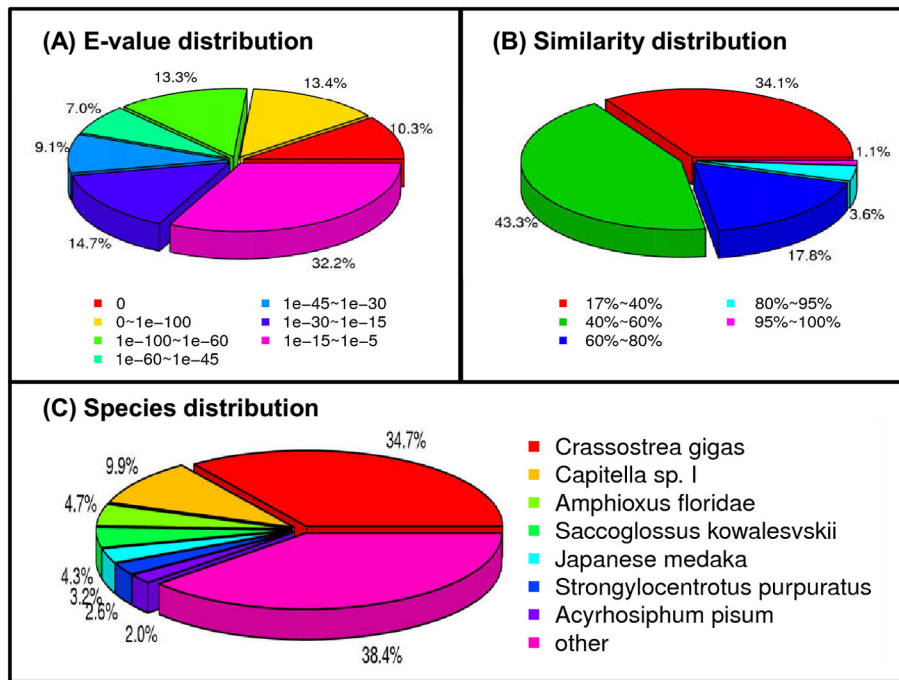 (A) E-value distribution
13.3%
13.4%
7.0%
10.3%
9.1%
14.7%
32.2%
0
0~1e−100
1e−100~1e−60
1e−60~1e−45
1e−45~1e−30
1e−30~1e−15
1e−15~1e−5
(B) Similarity distribution
34.1%
1.1%
3.6%
43.3%
17.8%
17%~40%
40%~60%
60%~80%
80%~95%
95%~100%
(C) Species distribution
34.7%
9.9%
4.7%
4.3%
3.2%
2.6%
2.0%
38.4%
Crassostrea gigas
Capitella sp. I
Amphioxus floridae
Saccoglossus kowalesvskii
Japanese medaka
Strongylocentrotus purpuratus
Acyrhosiphum pisum
other